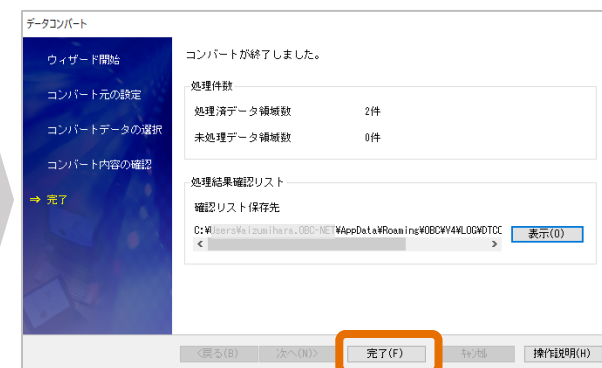 データコンバート
ウィザード開始
コンバート元の設定
コンバートデータの選択
コンバート内容の確認
⇒ 完了
コンバートが終了しました。
処理件数
処理済データ領域数 2件
未処理データ領域数 0件
処理結果確認リスト
確認リスト保存先
C:¥Users¥aizumihara.OBC-NET¥AppData¥Roaming¥OBC¥V4¥LOG¥DTCC
表示(O)
<戻る(B) 次へ(N)> 完了(F) ｷｬﾝｾﾙ 操作説明(H)